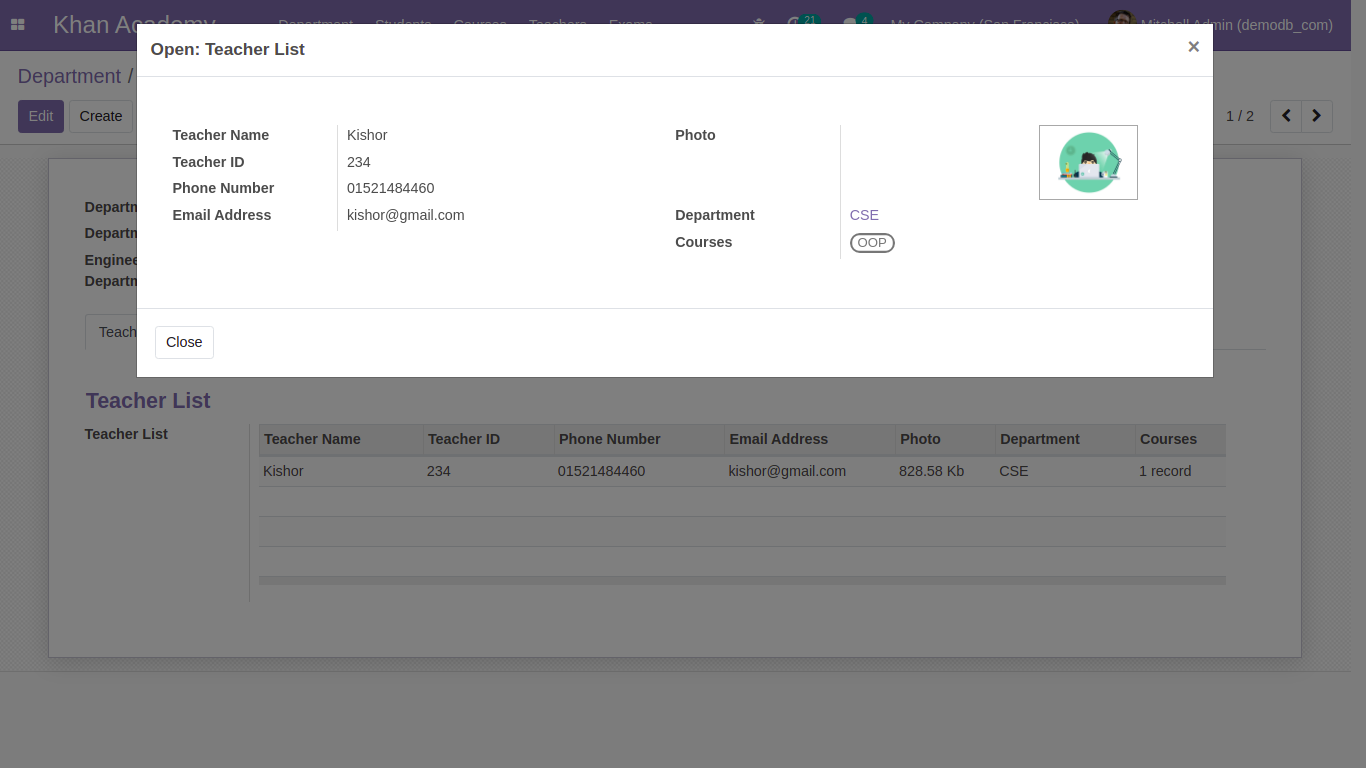 Khan Academy Department Students Courses Teachers Exams 21 4 My Company (San Francisco) Mitchell Admin (demodb_com)
Open: Teacher List ×
Department /
Edit Create 1 / 2
Teacher Name Kishor Photo
Teacher ID 234
Phone Number 01521484460
Email Address kishor@gmail.com Department CSE
Courses OOP
Departm
Departm
Enginee
Departm
Teach
Close
Teacher List
Teacher List Teacher Name Teacher ID Phone Number Email Address Photo Department Courses
Kishor 234 01521484460 kishor@gmail.com 828.58 Kb CSE 1 record